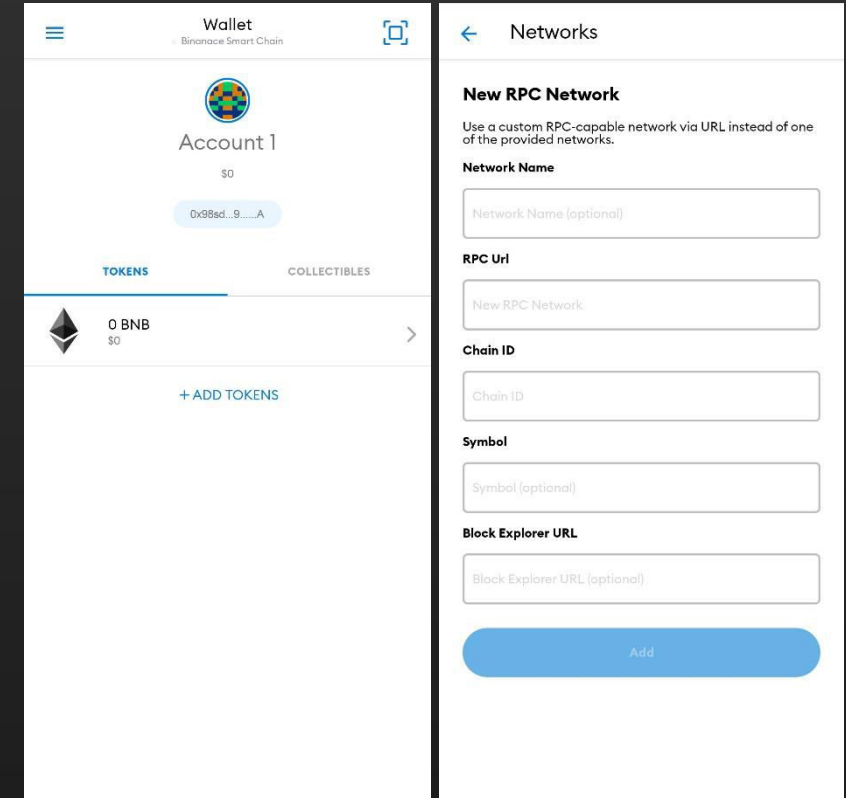 Wallet
Binanace Smart Chain
Account 1
$0
0x98sd...9......A
TOKENS
COLLECTIBLES
0 BNB
$0
+ ADD TOKENS
Networks
New RPC Network
Use a custom RPC-capable network via URL instead of one
of the provided networks.
Network Name
Network Name (optional)
RPC Url
New RPC Network
Chain ID
Chain ID
Symbol
Symbol (optional)
Block Explorer URL
Block Explorer URL (optional)
Add